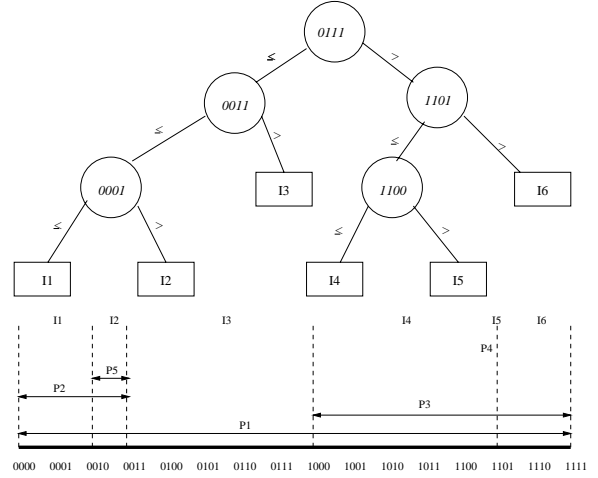 0111
≤ >
0011 1101
≤ > ≤ >
0001 I3 1100 I6
≤ > ≤ >
I1 I2 I4 I5
I1 I2 I3 I4 I5 I6
P4
P5
P2
P3
P1
0000 0001 0010 0011 0100 0101 0110 0111 1000 1001 1010 1011 1100 1101 1110 1111